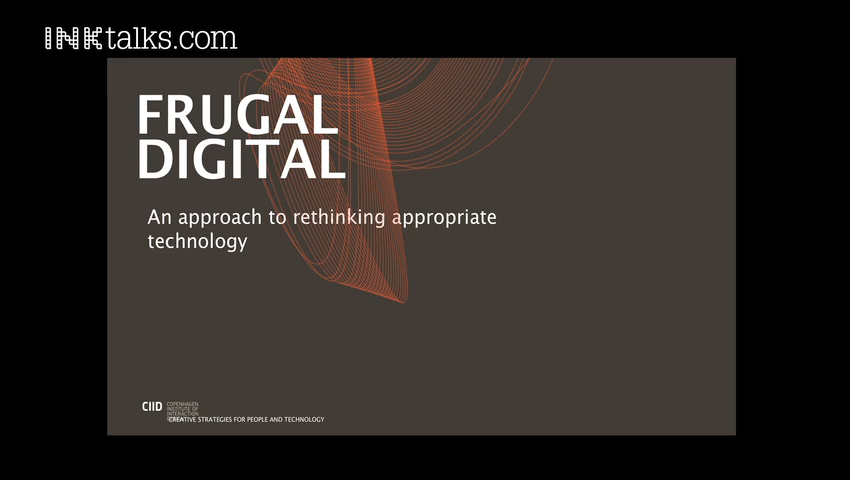 INKtalks.com
FRUGAL
DIGITAL
An approach to rethinking appropriate
technology
CIID
COPENHAGEN
INSTITUTE OF
INTERACTION
CREATIVE STRATEGIES FOR PEOPLE AND TECHNOLOGY